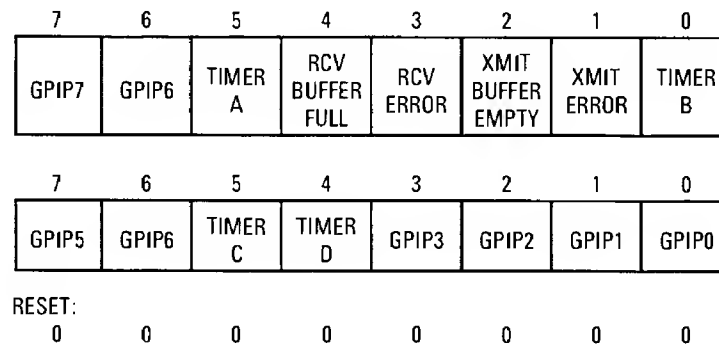 7 6 5 4 3 2 1 0
GPIP7 GPIP6 TIMER A RCV BUFFER FULL RCV ERROR XMIT BUFFER EMPTY XMIT ERROR TIMER B
7 6 5 4 3 2 1 0
GPIP5 GPIP6 TIMER C TIMER D GPIP3 GPIP2 GPIP1 GPIP0
RESET:
0 0 0 0 0 0 0 0